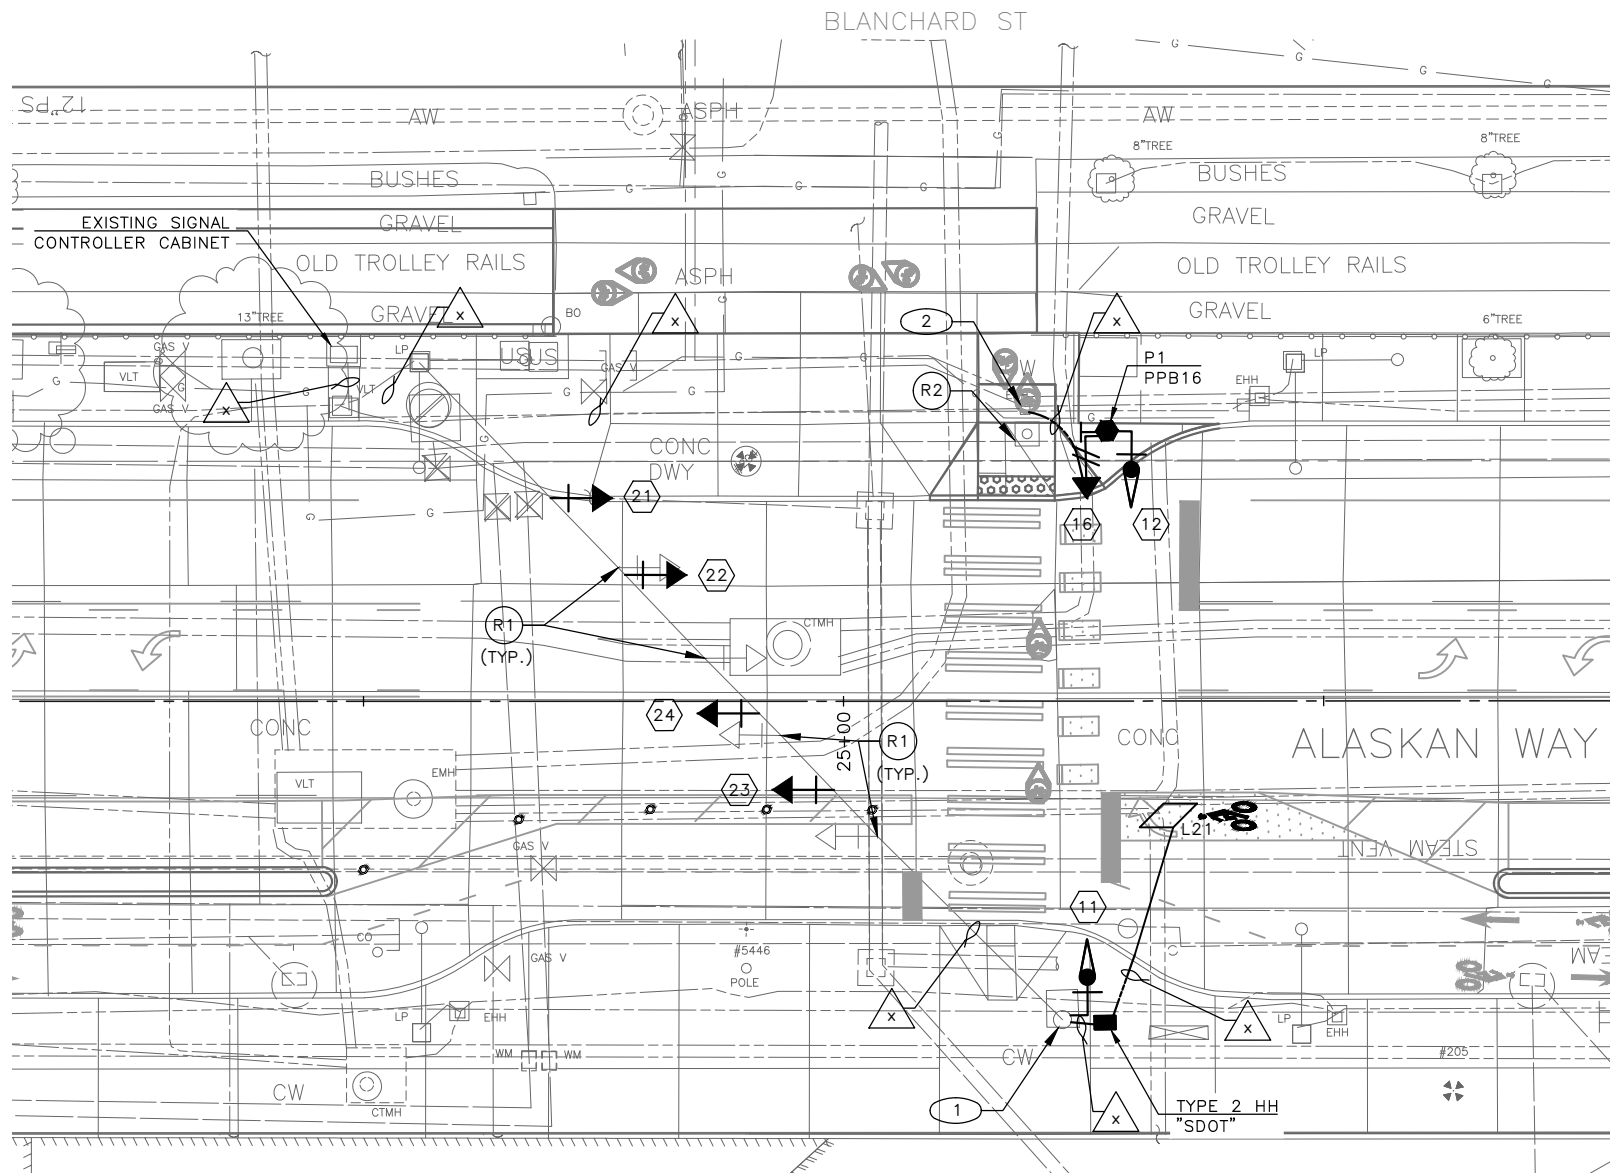 BLANCHARD ST
G
G
G
G
12"PS
AW
ASPH
AW
G
G
8"TREE
8"TREE
BUSHES
G
G
G
G
BUSHES
EXISTING SIGNAL
CONTROLLER CABINET
GRAVEL
GRAVEL
OLD TROLLEY RAILS
ASPH
OLD TROLLEY RAILS
G
GRAVEL
GRAVEL
13"TREE
X
BO
X
2
X
6"TREE
GAS V
LP
US
US
G
G
P1
PPB16
LP
VLT
G
G
G
VLT
GAS V
G
G
R2
W
EHH
GAS V
X
G
CONC
DWY
G
21
16
12
G
G
22
R1
(TYP.)
CTMH
24
25+00
R1
(TYP.)
CONC
CONC
ALASKAN WAY
VLT
EMH
23
L21
GAS V
STEAM VENT
11
CO
#5446
POLE
GAS V
STEAM
LP
EHH
X
X
LP
EHH
WM
WM
CW
#205
CW
CTMH
1
X
TYPE 2 HH
"SDOT"